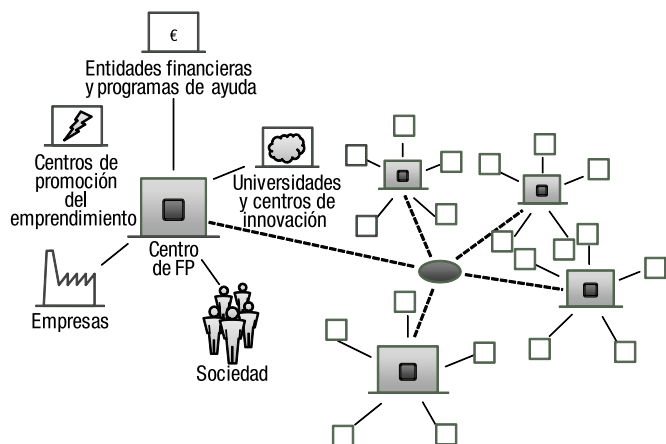 €
Entidades financieras
y programas de ayuda
Centros de
promoción
del
emprendimiento
Universidades
y centros de
innovación
Centro
de FP
Empresas
Sociedad